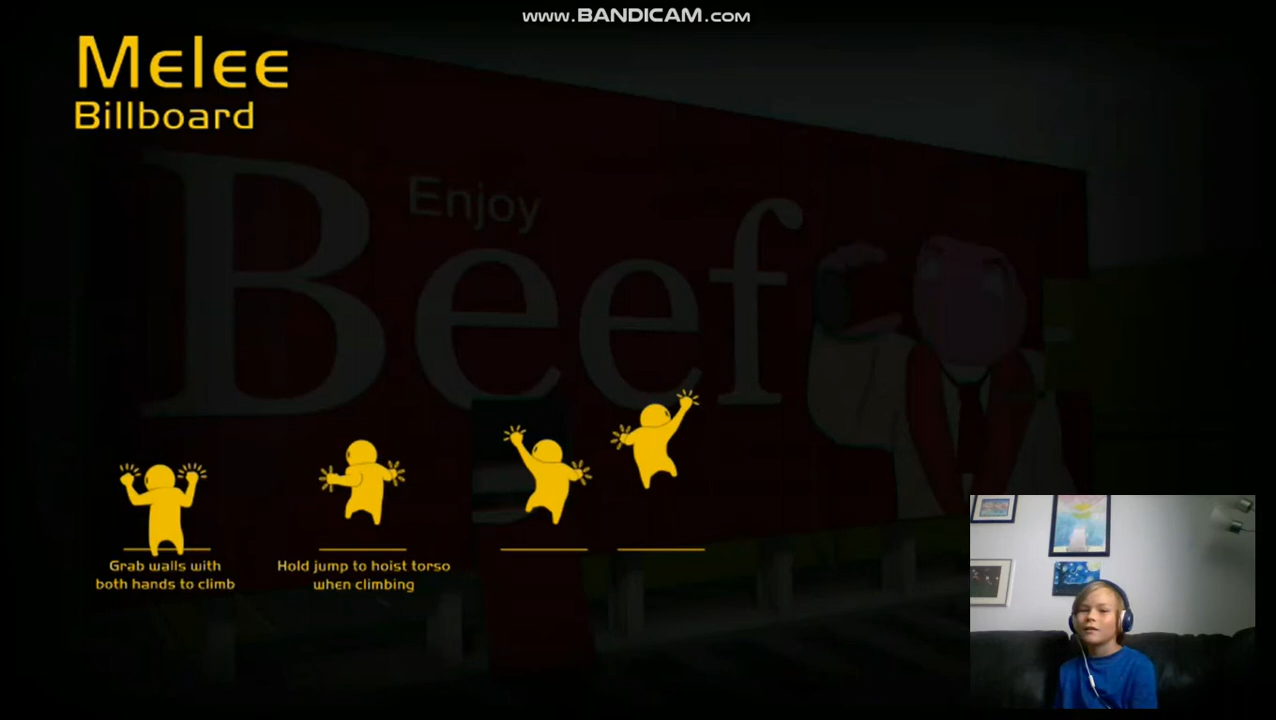 www.BANDICAM.com
Melee
Billboard
Enjoy
Beef
Grab walls with
both hands to climb
Hold jump to hoist torso
when climbing